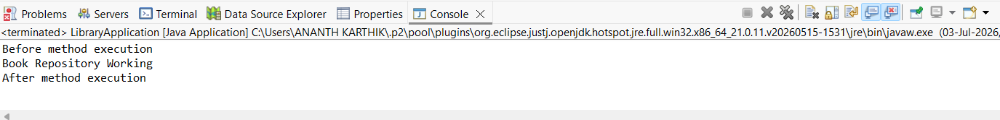 Problems Servers Terminal Data Source Explorer Properties Console
<terminated> LibraryApplication [Java Application] C:\Users\ANANTH KARTHIK\.p2\pool\plugins\org.eclipse.justj.openjdk.hotspot.jre.full.win32.x86_64_21.0.11.v20260515-1531\jre\bin\javaw.exe (03-Jul-2026,
Before method execution
Book Repository Working
After method execution